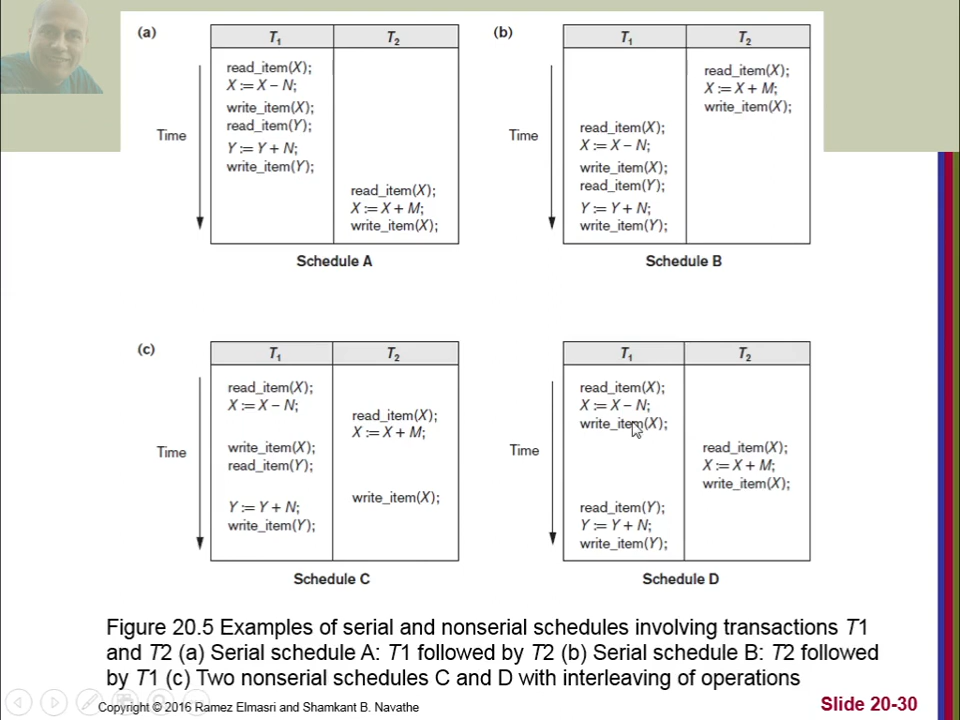 (a)
T1
T2
read_item(X);
X := X – N;
write_item(X);
read_item(Y);
Time
Y := Y + N;
write_item(Y);
read_item(X);
X := X + M;
write_item(X);
Schedule A
(b)
T1
T2
read_item(X);
X := X + M;
write_item(X);
Time
read_item(X);
X := X – N;
write_item(X);
read_item(Y);
Y := Y + N;
write_item(Y);
Schedule B
(c)
T1
T2
read_item(X);
X := X – N;
read_item(X);
X := X + M;
Time
write_item(X);
read_item(Y);
write_item(X);
Y := Y + N;
write_item(Y);
Schedule C
T1
T2
read_item(X);
X := X – N;
write_item(X);
Time
read_item(X);
X := X + M;
write_item(X);
read_item(Y);
Y := Y + N;
write_item(Y);
Schedule D
Figure 20.5 Examples of serial and nonserial schedules involving transactions T1
and T2 (a) Serial schedule A: T1 followed by T2 (b) Serial schedule B: T2 followed
by T1 (c) Two nonserial schedules C and D with interleaving of operations
Copyright © 2016 Ramez Elmasri and Shamkant B. Navathe
Slide 20-30